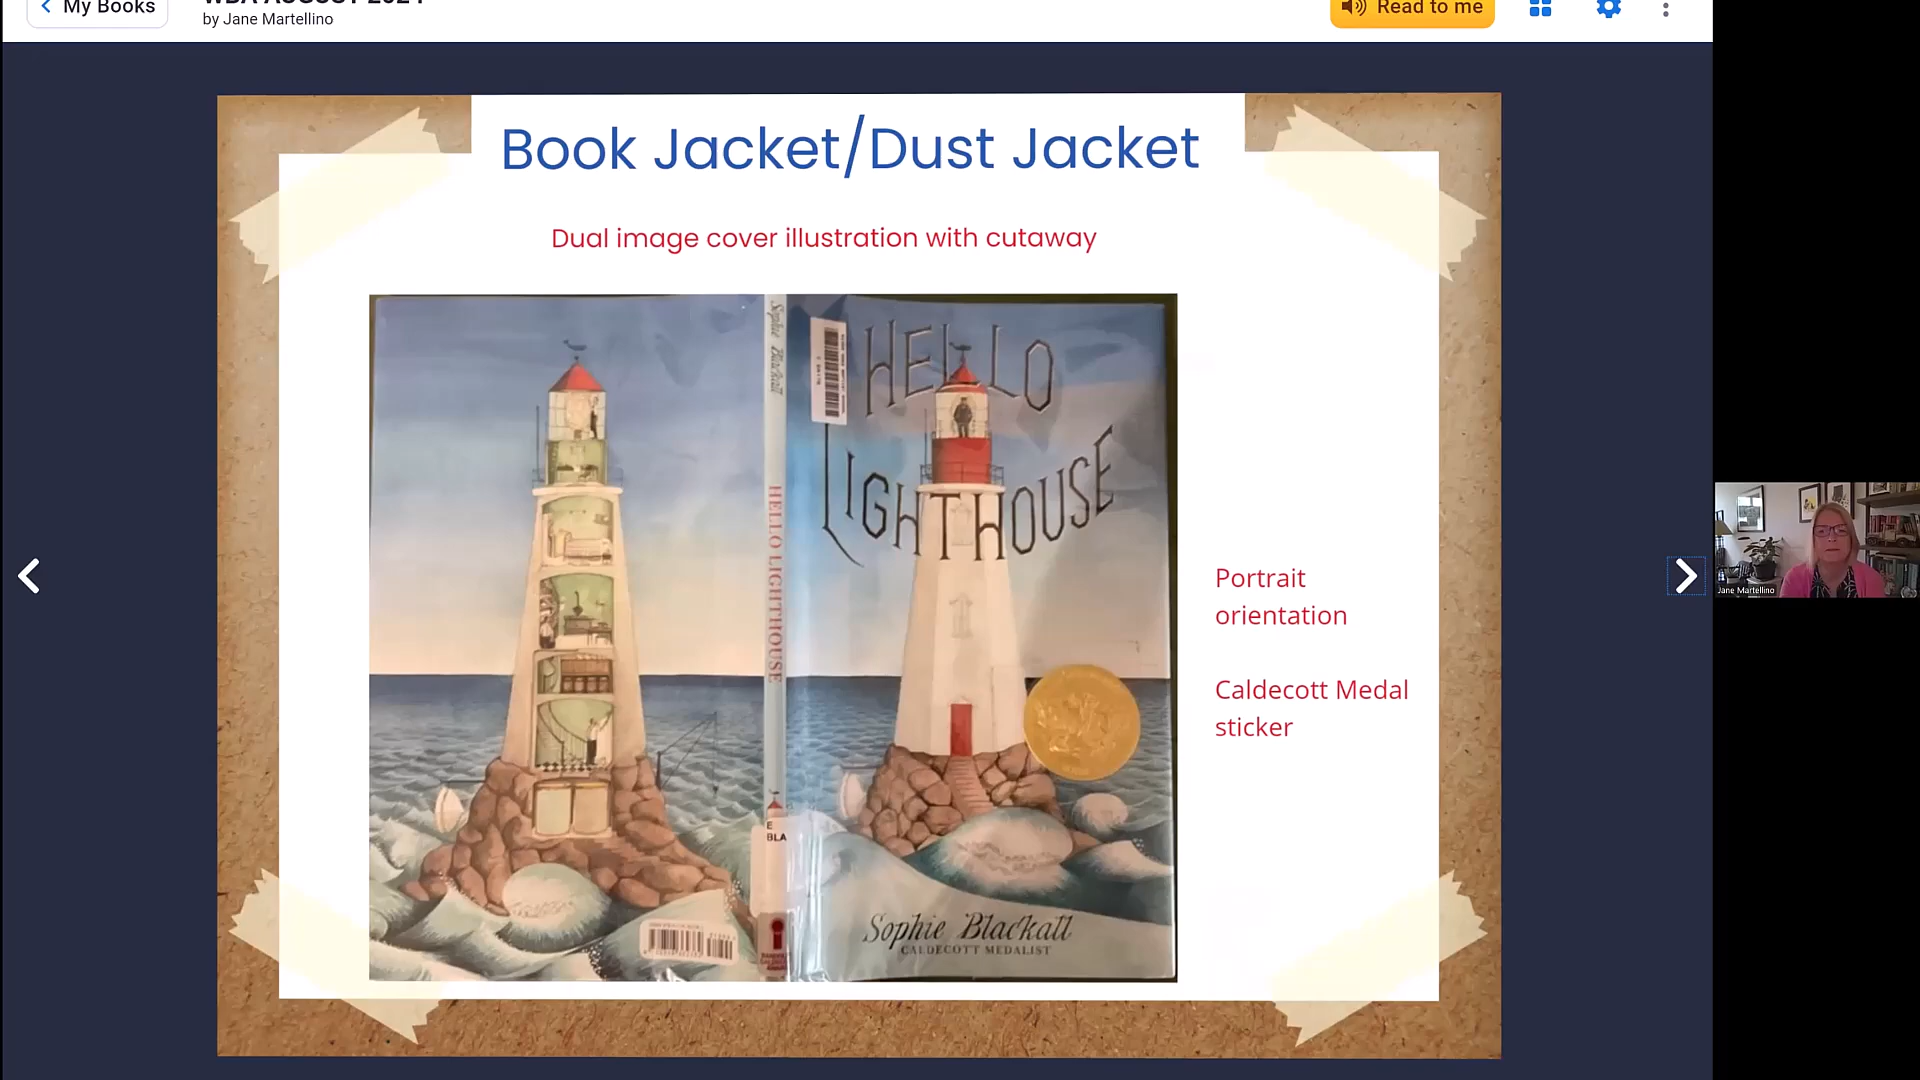 My Books
by Jane Martellino
Read to me
Book Jacket/Dust Jacket
Dual image cover illustration with cutaway
Sophie Blackall
HELLO LIGHTHOUSE
E
BLA
HELLO
LIGHTHOUSE
Sophie Blackall
CALDECOTT MEDALIST
Portrait
orientation
Caldecott Medal
sticker
Jane Martellino